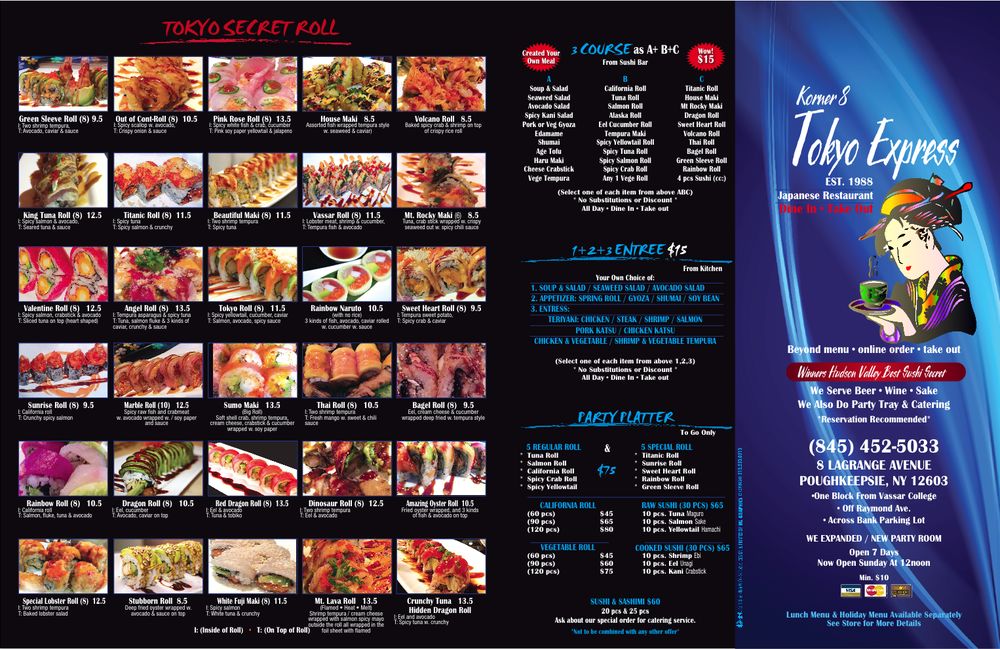 TOKYO SECRET ROLL
Green Sleeve Roll (8) 9.5
I: Two shrimp tempura,
T: Avocado, caviar & sauce
Out of Cont-Roll (8) 10.5
I: Spicy scallop w. avocado,
T: Crispy onion & sauce
Pink Rose Roll (8) 13.5
I: Spicy white fish & crab, cucumber
T: Pink soy paper yellowtail & jalapeno
House Maki 8.5
Assorted fish wrapped tempura style
w. seaweed & caviar)
Volcano Roll 8.5
Baked spicy crab & shrimp on top
of crispy rice roll
King Tuna Roll (8) 12.5
I: Spicy salmon & avocado,
T: Seared tuna & sauce
Titanic Roll (8) 11.5
I: Spicy tuna
T: Spicy salmon & crunchy
Beautiful Maki (8) 11.5
I: Two shrimp tempura
T: Spicy tuna
Vassar Roll (8) 11.5
I: Lobster meat, shrimp & cucumber,
T: Tempura fish & avocado
Mt. Rocky Maki (6) 8.5
Tuna, crab stick wrapped w. crispy
seaweed out w. spicy chili sauce
Valentine Roll (8) 12.5
I: Spicy salmon, crabstick & avocado
T: Sliced tuna on top (heart shaped)
Angel Roll (8) 13.5
I: Tempura asparagus & spicy tuna
T: Tuna, salmon fluke & 3 kinds of
caviar, crunchy & sauce
Tokyo Roll (8) 11.5
I: Spicy yellowtail, cucumber, caviar
T: Salmon, avocado, spicy sauce
Rainbow Naruto 10.5
(with no rice)
3 kinds of fish, avocado, caviar rolled
w. cucumber w. sauce
Sweet Heart Roll (8) 9.5
I: Tempura sweet potato,
T: Spicy crab & caviar
Sunrise Roll (8) 9.5
I: California roll
T: Crunchy spicy salmon
Marble Roll (10) 12.5
Spicy raw fish and crabmeat
w. avocado wrapped w. / soy paper
and sauce
Sumo Maki 13.5
(Big Roll)
Soft shell crab, shrimp tempura,
cream cheese, crabstick & cucumber
wrapped w. soy paper
Thai Roll (8) 10.5
I: Two shrimp tempura
T: Fresh mango w. sweet & chili
sauce
Bagel Roll (8) 9.5
Eel, cream cheese & cucumber
wrapped deep fried w. tempura style
Rainbow Roll (8) 10.5
I: California roll
T: Salmon, fluke, tuna & avocado
Dragon Roll (8) 10.5
I: Eel, cucumber
T: Avocado, caviar on top
Red Dragon Roll (8) 13.5
I: Eel & avocado
T: Tuna & tobiko
Dinosaur Roll (8) 12.5
I: Two shrimp tempura
T: Eel & avocado
Amazing Oyster Roll 10.5
Fried oyster wrapped, and 3 kinds
of fish & avocado on top
Special Lobster Roll (8) 12.5
I: Two shrimp tempura
T: Baked lobster salad
Stubborn Roll 8.5
Deep fried oyster wrapped w.
avocado & sauce on top
White Fuji Maki (8) 11.5
I: Spicy salmon
T: White tuna & crunchy
Mt. Lava Roll 13.5
(Flamed • Heat • Melt)
Shrimp tempura / cream cheese
wrapped with salmon spicy mayo
outside the roll all wrapped in the
foil sheet with flamed
Crunchy Tuna 13.5
Hidden Dragon Roll
I: Eel and avocado
T: Spicy tuna w. crunchy
I: (Inside of Roll) • T: (On Top of Roll)
Created Your
Own Meal
3 COURSE as A+ B+C
From Sushi Bar
Wow!
$15
A
Soup & Salad
Seaweed Salad
Avocado Salad
Spicy Kani Salad
Pork or Veg Gyoza
Edamame
Shumai
Age Tofu
Haru Maki
Cheese Crabstick
Vege Tempura
B
California Roll
Tuna Roll
Salmon Roll
Alaska Roll
Eel Cucumber Roll
Tempura Maki
Spicy Yellowtail Roll
Spicy Tuna Roll
Spicy Salmon Roll
Spicy Crab Roll
Any 1 Vege Roll
C
Titanic Roll
House Maki
Mt Rocky Maki
Dragon Roll
Sweet Heart Roll
Volcano Roll
Thai Roll
Bagel Roll
Green Sleeve Roll
Rainbow Roll
4 pcs Sushi (cc:)
(Select one of each item from above ABC)
* No Substitutions or Discount *
All Day • Dine In • Take out
1+2+3 ENTREE $15
From Kitchen
Your Own Choice of:
1. SOUP & SALAD / SEAWEED SALAD / AVOCADO SALAD
2. APPETIZER: SPRING ROLL / GYOZA / SHUMAI / SOY BEAN
3. ENTRESS:
TERIYAKI: CHICKEN / STEAK / SHRIMP / SALMON
PORK KATSU / CHICKEN KATSU
CHICKEN & VEGETABLE / SHRIMP & VEGETABLE TEMPURA
(Select one of each item from above 1,2,3)
* No Substitutions or Discount *
All Day • Dine In • Take out
PARTY PLATTER
To Go Only
5 REGULAR ROLL
* Tuna Roll
* Salmon Roll
* California Roll
* Spicy Crab Roll
* Spicy Yellowtail
&
$75
5 SPECIAL ROLL
* Titanic Roll
* Sunrise Roll
* Sweet Heart Roll
* Rainbow Roll
* Green Sleeve Roll
CALIFORNIA ROLL
(60 pcs) $45
(90 pcs) $65
(120 pcs) $80
RAW SUSHI (30 PCS) $65
10 pcs. Tuna Maguro
10 pcs. Salmon Sake
10 pcs. Yellowtail Hamachi
VEGETABLE ROLL
(60 pcs) $45
(90 pcs) $60
(120 pcs) $75
COOKED SUSHI (30 PCS) $65
10 pcs. Shrimp Ebi
10 pcs. Eel Unagi
10 pcs. Kani Crabstick
SUSHI & SASHIMI $60
20 pcs & 25 pcs
Ask about our special order for catering service.
*Not to be combined with any other offer*
Korner 8
Tokyo Express
EST. 1988
Japanese Restaurant
Dine In • Take Out
Beyond menu • online order • take out
Winners Hudson Valley Best Sushi Secret
We Serve Beer • Wine • Sake
We Also Do Party Tray & Catering
"Reservation Recommended"
(845) 452-5033
8 LAGRANGE AVENUE
POUGHKEEPSIE, NY 12603
•One Block From Vassar College
• Off Raymond Ave.
• Across Bank Parking Lot
WE EXPANDED / NEW PARTY ROOM
Open 7 Days
Now Open Sunday At 12noon
Min. $10
VISA
Lunch Menu & Holiday Menu Available Separately
See Store for More Details